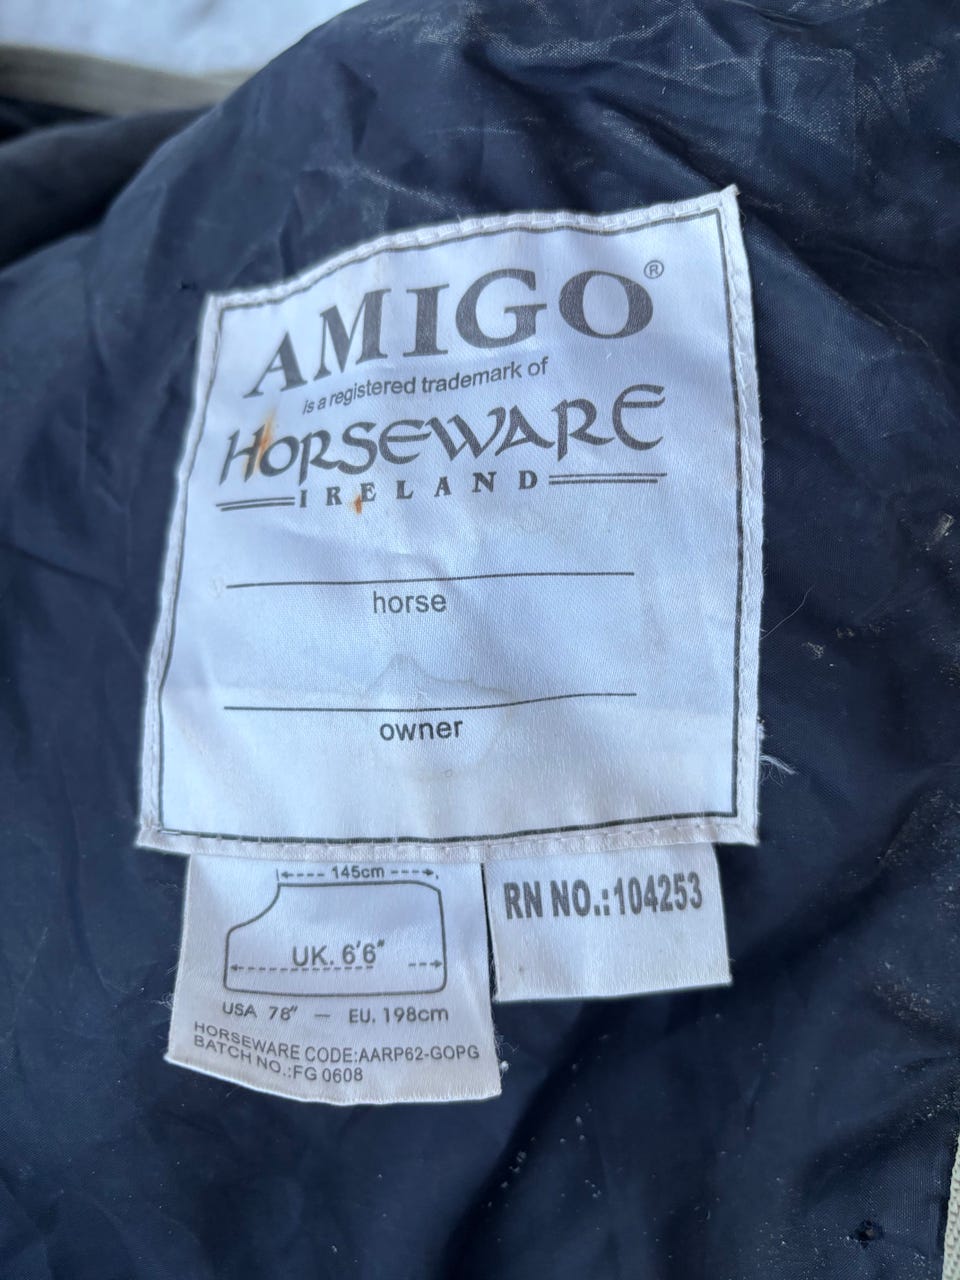 AMIGO®
is a registered trademark of
HORSEWARE
IRELAND
horse
owner
145cm
UK. 6'6"
USA 78" — EU. 198cm
HORSEWARE CODE:AARP62-GOPG
BATCH NO.:FG 0608
RN NO.:104253